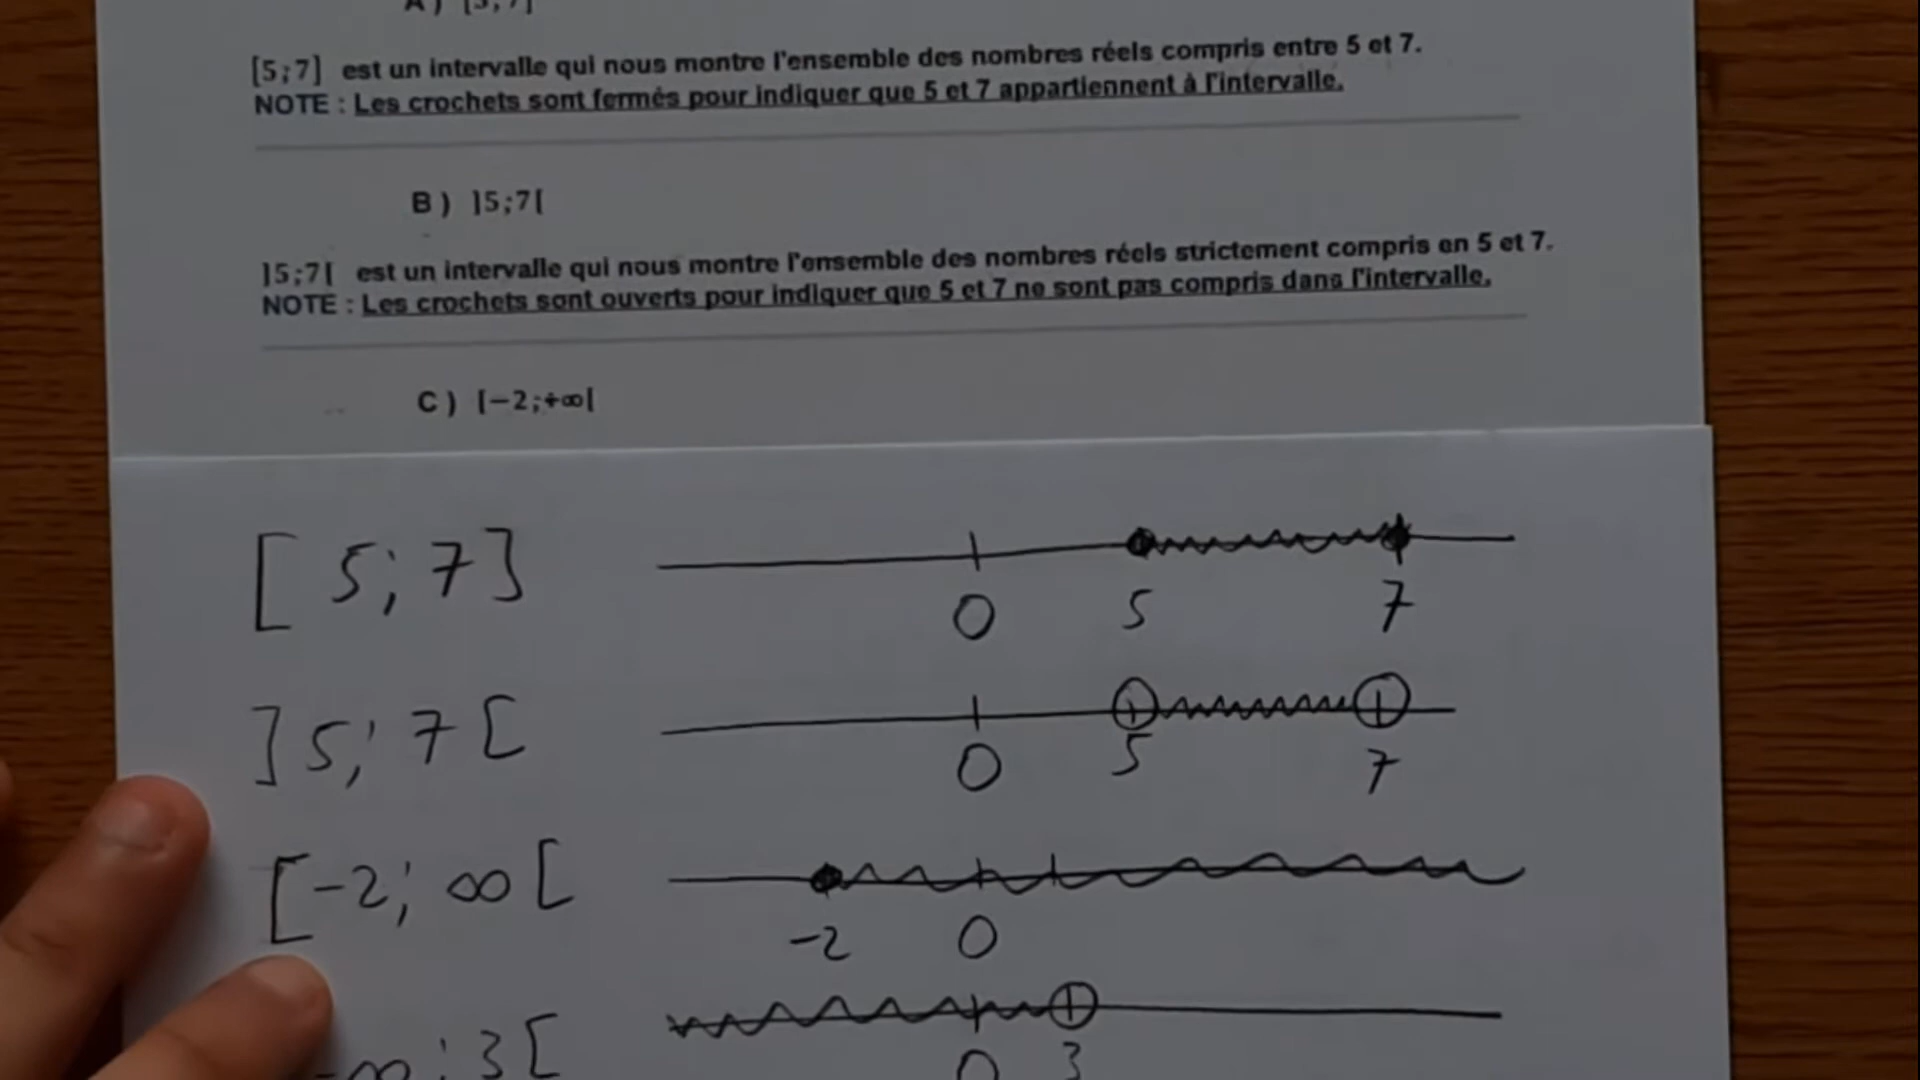 A) [5;7]
[5;7] est un intervalle qui nous montre l'ensemble des nombres réels compris entre 5 et 7.
NOTE : Les crochets sont fermés pour indiquer que 5 et 7 appartiennent à l'intervalle.
B) ]5;7[
]5;7[ est un intervalle qui nous montre l'ensemble des nombres réels strictement compris en 5 et 7.
NOTE : Les crochets sont ouverts pour indiquer que 5 et 7 ne sont pas compris dans l'intervalle.
C) [−2;+∞[
[5;7]
0 5 7
]5;7[
0 5 7
[-2;∞[
-2 0
-∞;3[
0 3